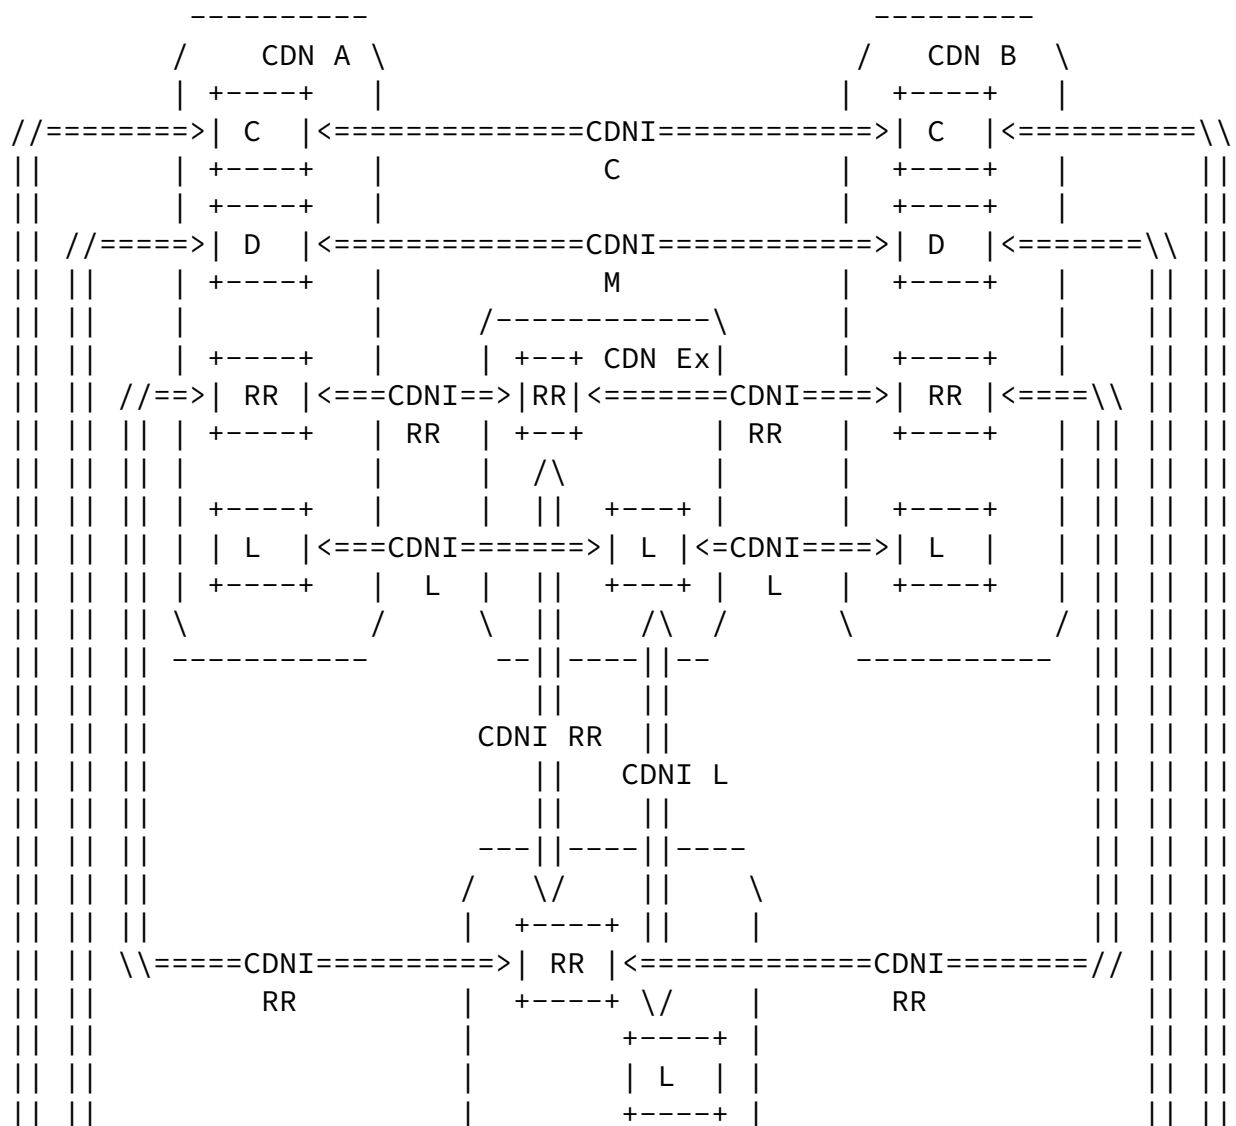 CDN A CDN B
C CDNI C
C
D CDNI D
M
CDN Ex
RR CDNI RR CDNI RR
RR RR
L CDNI L CDNI L
L L
CDNI RR
CDNI L
CDNI RR CDNI
RR RR
L